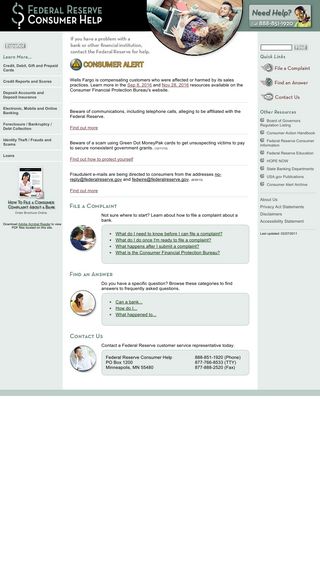 FEDERAL RESERVE
CONSUMER HELP
Need Help?
Call 888-851-1920
If you have a problem with a
bank or other financial institution,
contact the Federal Reserve for help.
Español
Find
Learn More...
Credit, Debit, Gift and Prepaid
Cards
Credit Reports and Scores
Deposit Accounts and
Deposit Insurance
Electronic, Mobile and Online
Banking
Foreclosure / Bankruptcy /
Debt Collection
Identity Theft / Frauds and
Scams
Loans
HOW TO FILE A CONSUMER
COMPLAINT ABOUT A BANK
Order Brochure Online
Download Adobe Acrobat Reader to view
PDF files located on this site.
CONSUMER ALERT
Wells Fargo is compensating customers who were affected or harmed by its sales
practices. Learn more in the Sep 8, 2016 and Nov 28, 2016 resources available on the
Consumer Financial Protection Bureau's website.
Beware of communications, including telephone calls, alleging to be affiliated with the
Federal Reserve.
Find out more
Beware of a scam using Green Dot MoneyPak cards to get unsuspecting victims to pay
to secure nonexistent government grants.
Find out how to protect yourself
Fraudulent e-mails are being directed to consumers from the addresses no-
reply@federalreserve.gov and fedwire@federalreserve.gov.
Find out more
FILE A COMPLAINT
Not sure where to start? Learn about how to file a complaint about a
bank.
What do I need to know before I can file a complaint?
What do I do once I'm ready to file a complaint?
What happens after I submit a complaint?
What is the Consumer Financial Protection Bureau?
FIND AN ANSWER
Do you have a specific question? Browse these categories to find
answers to frequently asked questions.
Can a bank...
How do I...
What happened to...
CONTACT US
Contact a Federal Reserve customer service representative today.
Federal Reserve Consumer Help 888-851-1920 (Phone)
PO Box 1200 877-766-8533 (TTY)
Minneapolis, MN 55480 877-888-2520 (Fax)
Quick Links
File a Complaint
Find an Answer
Contact Us
Other Resources
Board of Governors
Regulation Listing
Consumer Action Handbook
Federal Reserve Consumer
Information
Federal Reserve Education
HOPE NOW
State Banking Departments
USA.gov Publications
Consumer Alert Archive
About Us
Privacy Act Statements
Disclaimers
Accessibility Statement
Last updated: 02/27/2011